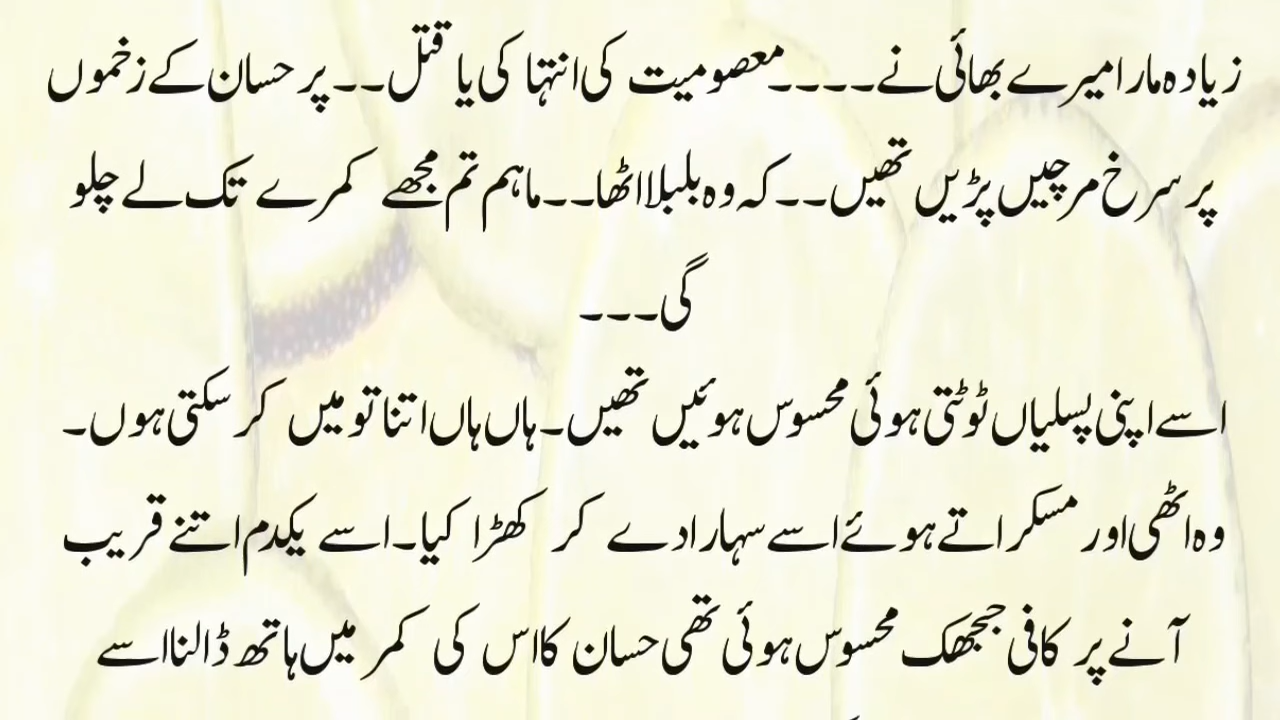 زیادہ مارا میرے بھائی نے۔۔۔۔معصومیت کی انتہا کی یا قتل۔۔پر حسان کے زخموں
پر سرخ مرچیں پڑیں تھیں۔۔کہ وہ بلبلا اٹھا۔۔ماہم تم مجھے کمرے تک لے چلو
گی۔۔۔
اسے اپنی پسلیاں ٹوٹتی ہوئی محسوس ہوئیں تھیں۔ہاں ہاں اتنا تو میں کر سکتی ہوں۔
وہ اٹھی اور مسکراتے ہوئے اسے سہارا دے کر کھڑا کیا۔اسے یکدم اتنے قریب
آنے پر کافی جھجھک محسوس ہوئی تھی حسان کا اس کی کمر میں ہاتھ ڈالنا اسے